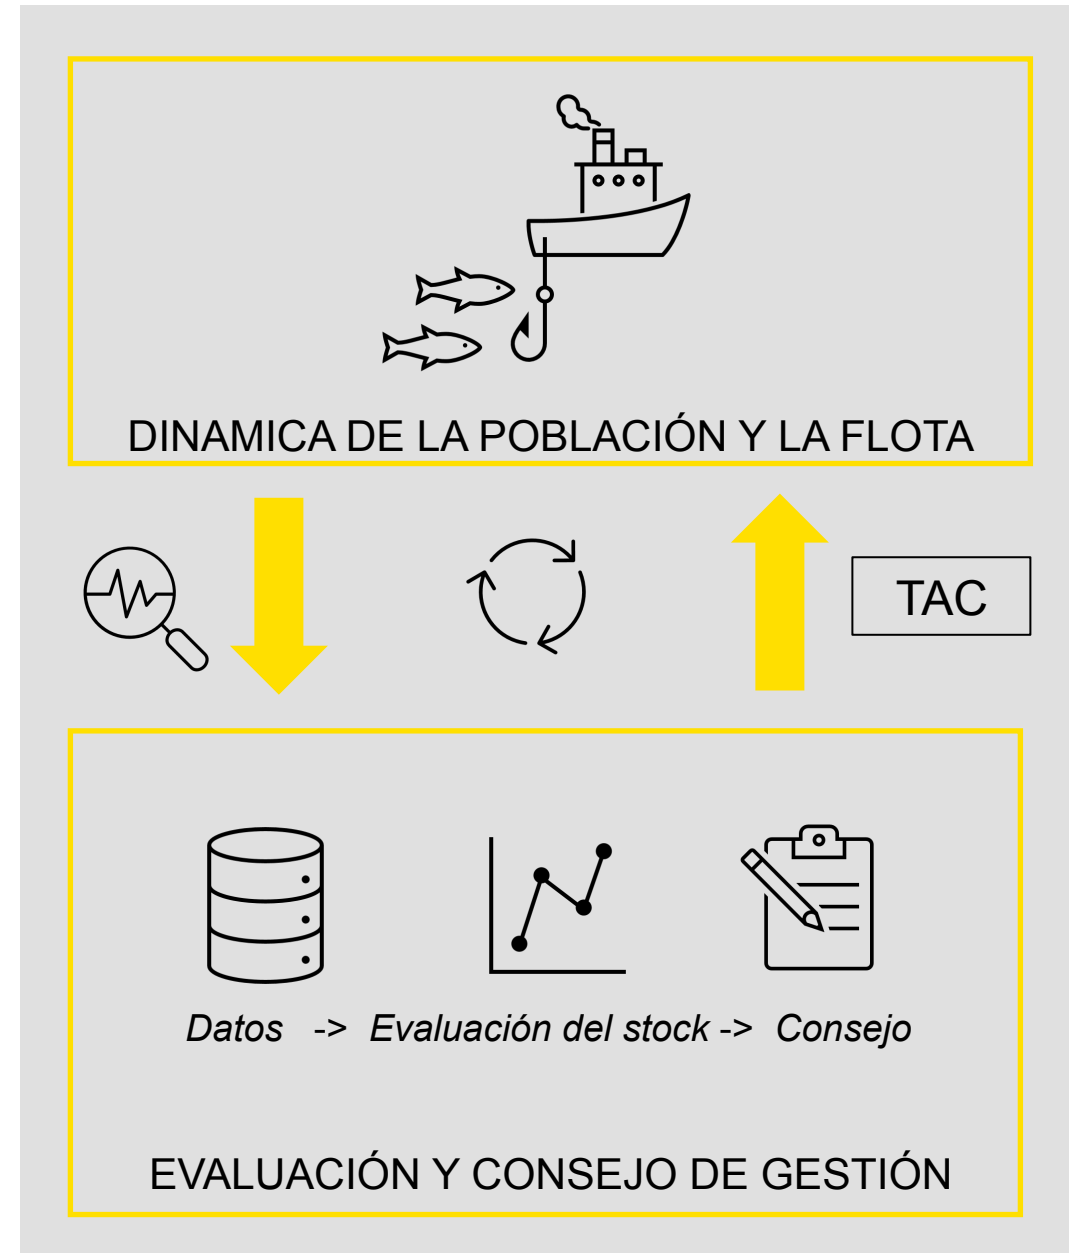 DINAMICA DE LA POBLACIÓN Y LA FLOTA
TAC
Datos -> Evaluación del stock -> Consejo
EVALUACIÓN Y CONSEJO DE GESTIÓN